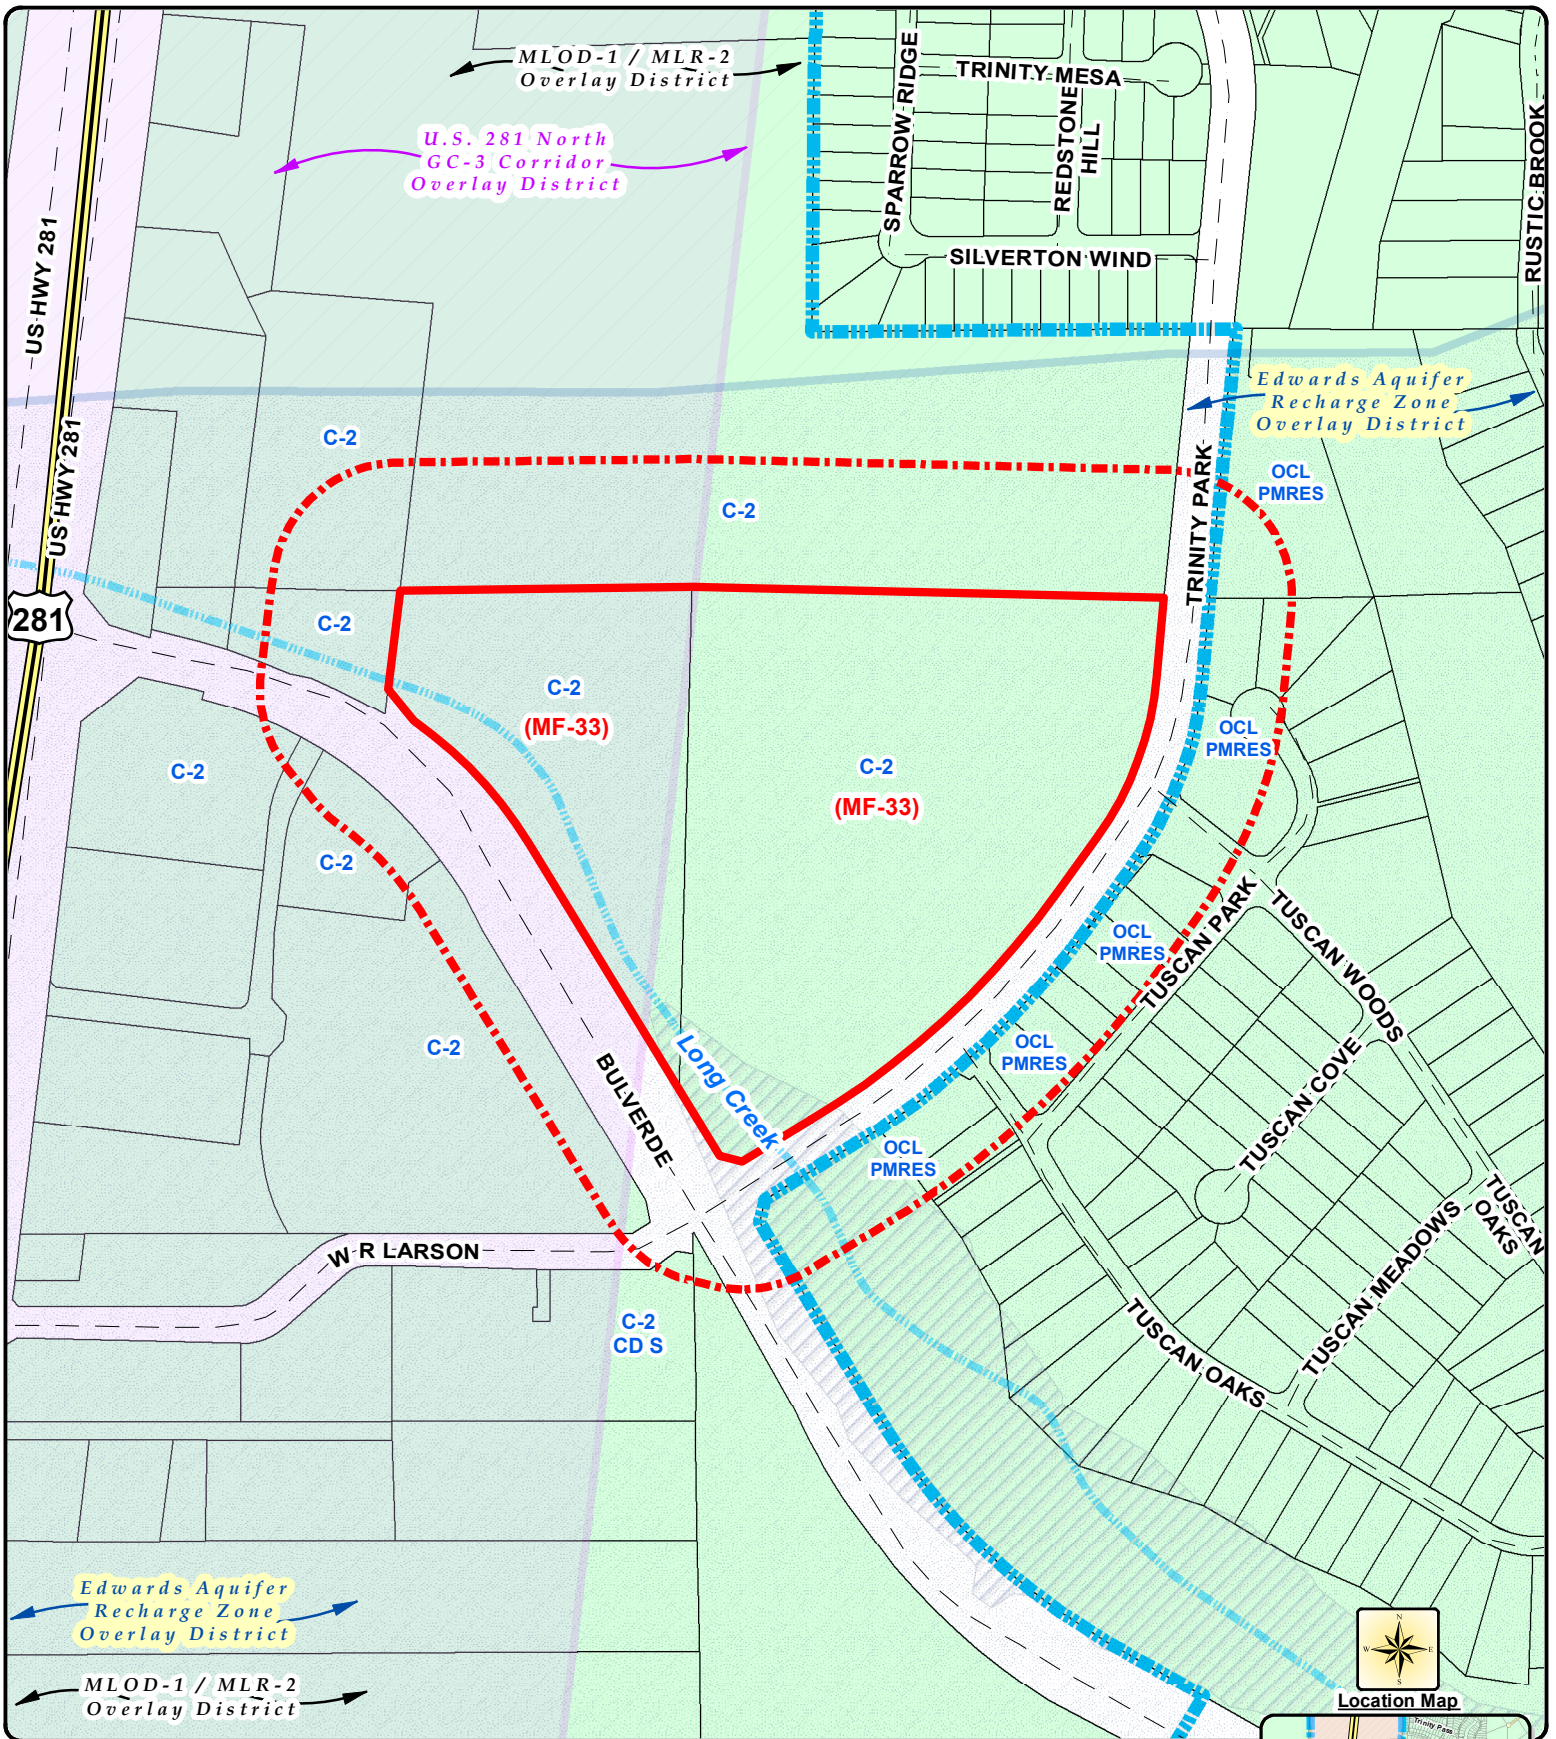 MLOD-1 / MLR-2
Overlay District
U.S. 281 North
GC-3 Corridor
Overlay District
SPARROW RIDGE
TRINITY MESA
REDSTONE
HILL
SILVERTON WIND
RUSTIC BROOK
US HWY 281
US HWY 281
281
Edwards Aquifer
Recharge Zone
Overlay District
TRINITY PARK
C-2
C-2
OCL
PMRES
C-2
C-2
(MF-33)
C-2
(MF-33)
OCL
PMRES
C-2
C-2
C-2
OCL
PMRES
TUSCAN PARK
TUSCAN WOODS
OCL
PMRES
TUSCAN COVE
BULVERDE
Long Creek
OCL
PMRES
TUSCAN
OAKS
TUSCAN MEADOWS
W R LARSON
C-2
CD S
TUSCAN OAKS
Edwards Aquifer
Recharge Zone
Overlay District
MLOD-1 / MLR-2
Overlay District
N
W
E
S
Location Map
Trinity Pass